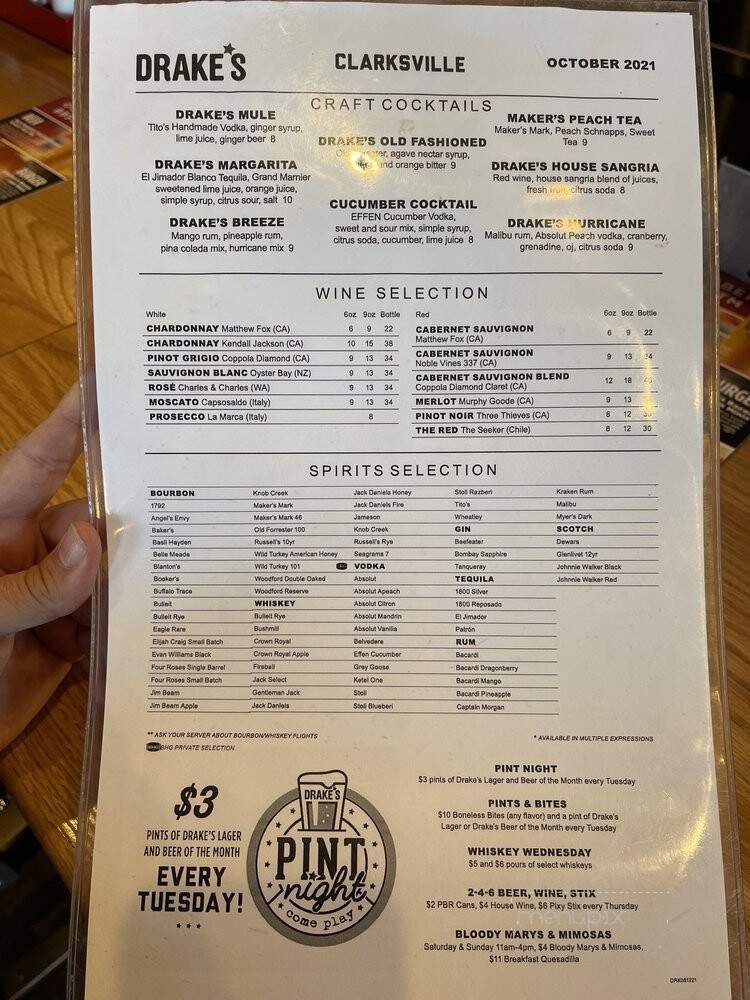 DRAKE'S
CLARKSVILLE
OCTOBER 2021
CRAFT COCKTAILS
DRAKE'S MULE
Tito's Handmade Vodka, ginger syrup,
lime juice, ginger beer 8
DRAKE'S MARGARITA
El Jimador Blanco Tequila, Grand Marnier
sweetened lime juice, orange juice,
simple syrup, citrus sour, salt 10
DRAKE'S BREEZE
Mango rum, pineapple rum,
pina colada mix, hurricane mix 9
DRAKE'S OLD FASHIONED
agave nectar syrup,
and orange bitter 9
CUCUMBER COCKTAIL
EFFEN Cucumber Vodka,
sweet and sour mix, simple syrup,
citrus soda, cucumber, lime juice 8
MAKER'S PEACH TEA
Maker's Mark, Peach Schnapps, Sweet
Tea 9
DRAKE'S HOUSE SANGRIA
Red wine, house sangria blend of juices,
fresh fruit, citrus soda 8
DRAKE'S HURRICANE
Malibu rum, Absolut Peach vodka, cranberry,
grenadine, oj, citrus soda 9
WINE SELECTION
White 6oz 9oz Bottle
CHARDONNAY Matthew Fox (CA) 6 9 22
CHARDONNAY Kendall Jackson (CA) 10 15 38
PINOT GRIGIO Coppola Diamond (CA) 9 13 34
SAUVIGNON BLANC Oyster Bay (NZ) 9 13 34
ROSÉ Charles & Charles (WA) 9 13 34
MOSCATO Caposaldo (Italy) 9 13 34
PROSECCO La Marca (Italy) 8
Red 6oz 9oz Bottle
CABERNET SAUVIGNON
Matthew Fox (CA) 6 9 22
CABERNET SAUVIGNON
Noble Vines 337 (CA) 9 13 34
CABERNET SAUVIGNON BLEND
Coppola Diamond Claret (CA) 12 18
MERLOT Murphy Goode (CA) 9 13
PINOT NOIR Three Thieves (CA) 8 12
THE RED The Seeker (Chile) 8 12 30
SPIRITS SELECTION
BOURBON
1792
Angel's Envy
Baker's
Basil Hayden
Belle Meade
Blanton's
Booker's
Buffalo Trace
Bulleit
Bulleit Rye
Eagle Rare
Elijah Craig Small Batch
Evan Williams Black
Four Roses Single Barrel
Four Roses Small Batch
Jim Beam
Jim Beam Apple
Knob Creek
Maker's Mark
Maker's Mark 46
Old Forrester 100
Russell's 10yr
Wild Turkey American Honey
Wild Turkey 101
Woodford Double Oaked
Woodford Reserve
WHISKEY
Bulleit Rye
Bushmill
Crown Royal
Crown Royal Apple
Fireball
Jack Select
Gentleman Jack
Jack Daniels
Jack Daniels Honey
Jack Daniels Fire
Jameson
Knob Creek
Russell's Rye
Seagrams 7
VODKA
Absolut
Absolut Apeach
Absolut Citron
Absolut Mandrin
Absolut Vanilla
Belvedere
Effen Cucumber
Grey Goose
Ketel One
Stoli
Stoli Blueberi
Stoli Razberi
Tito's
Wheatley
GIN
Beefeater
Bombay Sapphire
Tanqueray
TEQUILA
1800 Silver
1800 Reposado
El Jimador
Patrón
RUM
Bacardi
Bacardi Dragonberry
Bacardi Mango
Bacardi Pineapple
Captain Morgan
Kraken Rum
Malibu
Myer's Dark
SCOTCH
Dewars
Glenlivet 12yr
Johnnie Walker Black
Johnnie Walker Red
** ASK YOUR SERVER ABOUT BOURBON/WHISKEY FLIGHTS
BHG PRIVATE SELECTION
* AVAILABLE IN MULTIPLE EXPRESSIONS
$3
PINTS OF DRAKE'S LAGER
AND BEER OF THE MONTH
EVERY
TUESDAY!
DRAKE'S
PINT
night
come play
PINT NIGHT
$3 pints of Drake's Lager and Beer of the Month every Tuesday
PINTS & BITES
$10 Boneless Bites (any flavor) and a pint of Drake's
Lager or Drake's Beer of the Month every Tuesday
WHISKEY WEDNESDAY
$5 and $6 pours of select whiskeys
2-4-6 BEER, WINE, STIX
$2 PBR Cans, $4 House Wine, $6 Pixy Stix every Thursday
BLOODY MARYS & MIMOSAS
Saturday & Sunday 11am-4pm, $4 Bloody Marys & Mimosas,
$11 Breakfast Quesadilla
DRK081221